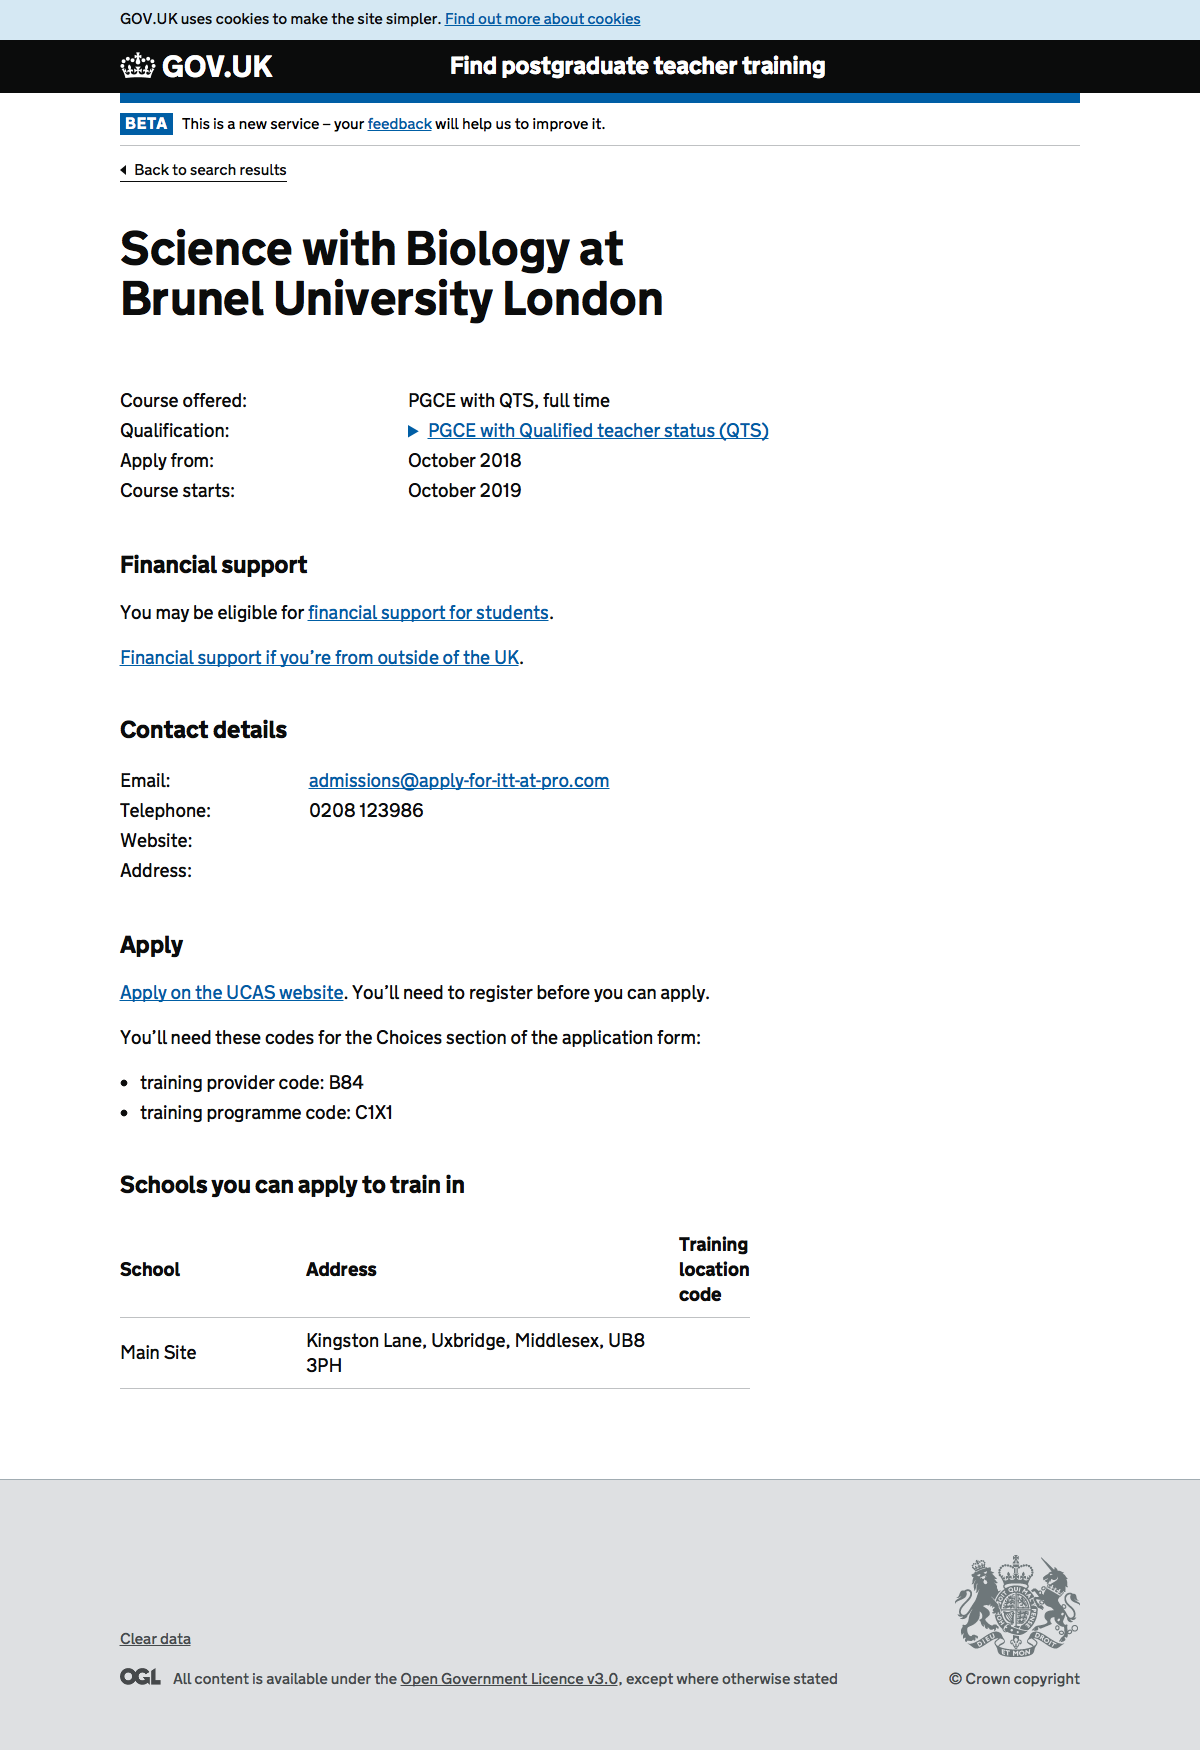 GOV.UK uses cookies to make the site simpler. Find out more about cookies
GOV.UK
Find postgraduate teacher training
BETA This is a new service – your feedback will help us to improve it.
Back to search results
Science with Biology at
Brunel University London
Course offered: PGCE with QTS, full time
Qualification: PGCE with Qualified teacher status (QTS)
Apply from: October 2018
Course starts: October 2019
Financial support
You may be eligible for financial support for students.
Financial support if you’re from outside of the UK.
Contact details
Email: admissions@apply-for-itt-at-pro.com
Telephone: 0208 123986
Website:
Address:
Apply
Apply on the UCAS website. You’ll need to register before you can apply.
You’ll need these codes for the Choices section of the application form:
• training provider code: B84
• training programme code: C1X1
Schools you can apply to train in
School Address Training
location
code
Main Site Kingston Lane, Uxbridge, Middlesex, UB8
3PH
DIEU ET MON DROIT
Clear data
OGL All content is available under the Open Government Licence v3.0, except where otherwise stated
© Crown copyright